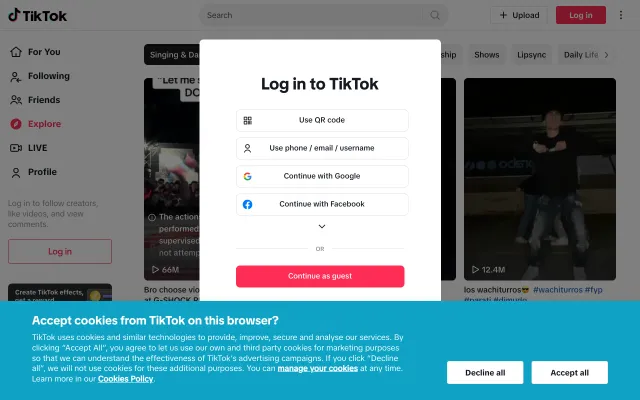 TikTok
Search
Upload
Log in
For You
Following
Friends
Explore
LIVE
Profile
Log in to follow creators,
like videos, and view
comments.
Log in
Create TikTok effects,
get a reward
Singing & Da
Shows
Lipsync
Daily Life
"Let me s
DO
The action
performed
supervised
not attemp
66M
12.4M
Bro choose vio
at G-SHOCK
los wachiturros😎 #wachiturros #fyp
Log in to TikTok
Use QR code
Use phone / email / username
Continue with Google
Continue with Facebook
OR
Continue as guest
Accept cookies from TikTok on this browser?
TikTok uses cookies and similar technologies to provide, improve, secure and analyse our services. By
clicking "Accept All", you agree to let us use our own and third party cookies for marketing purposes
so that we can understand the effectiveness of TikTok's advertising campaigns. If you click "Decline
all", we will not use cookies for these additional purposes. You can manage your cookies at any time.
Learn more in our Cookies Policy.
Decline all
Accept all